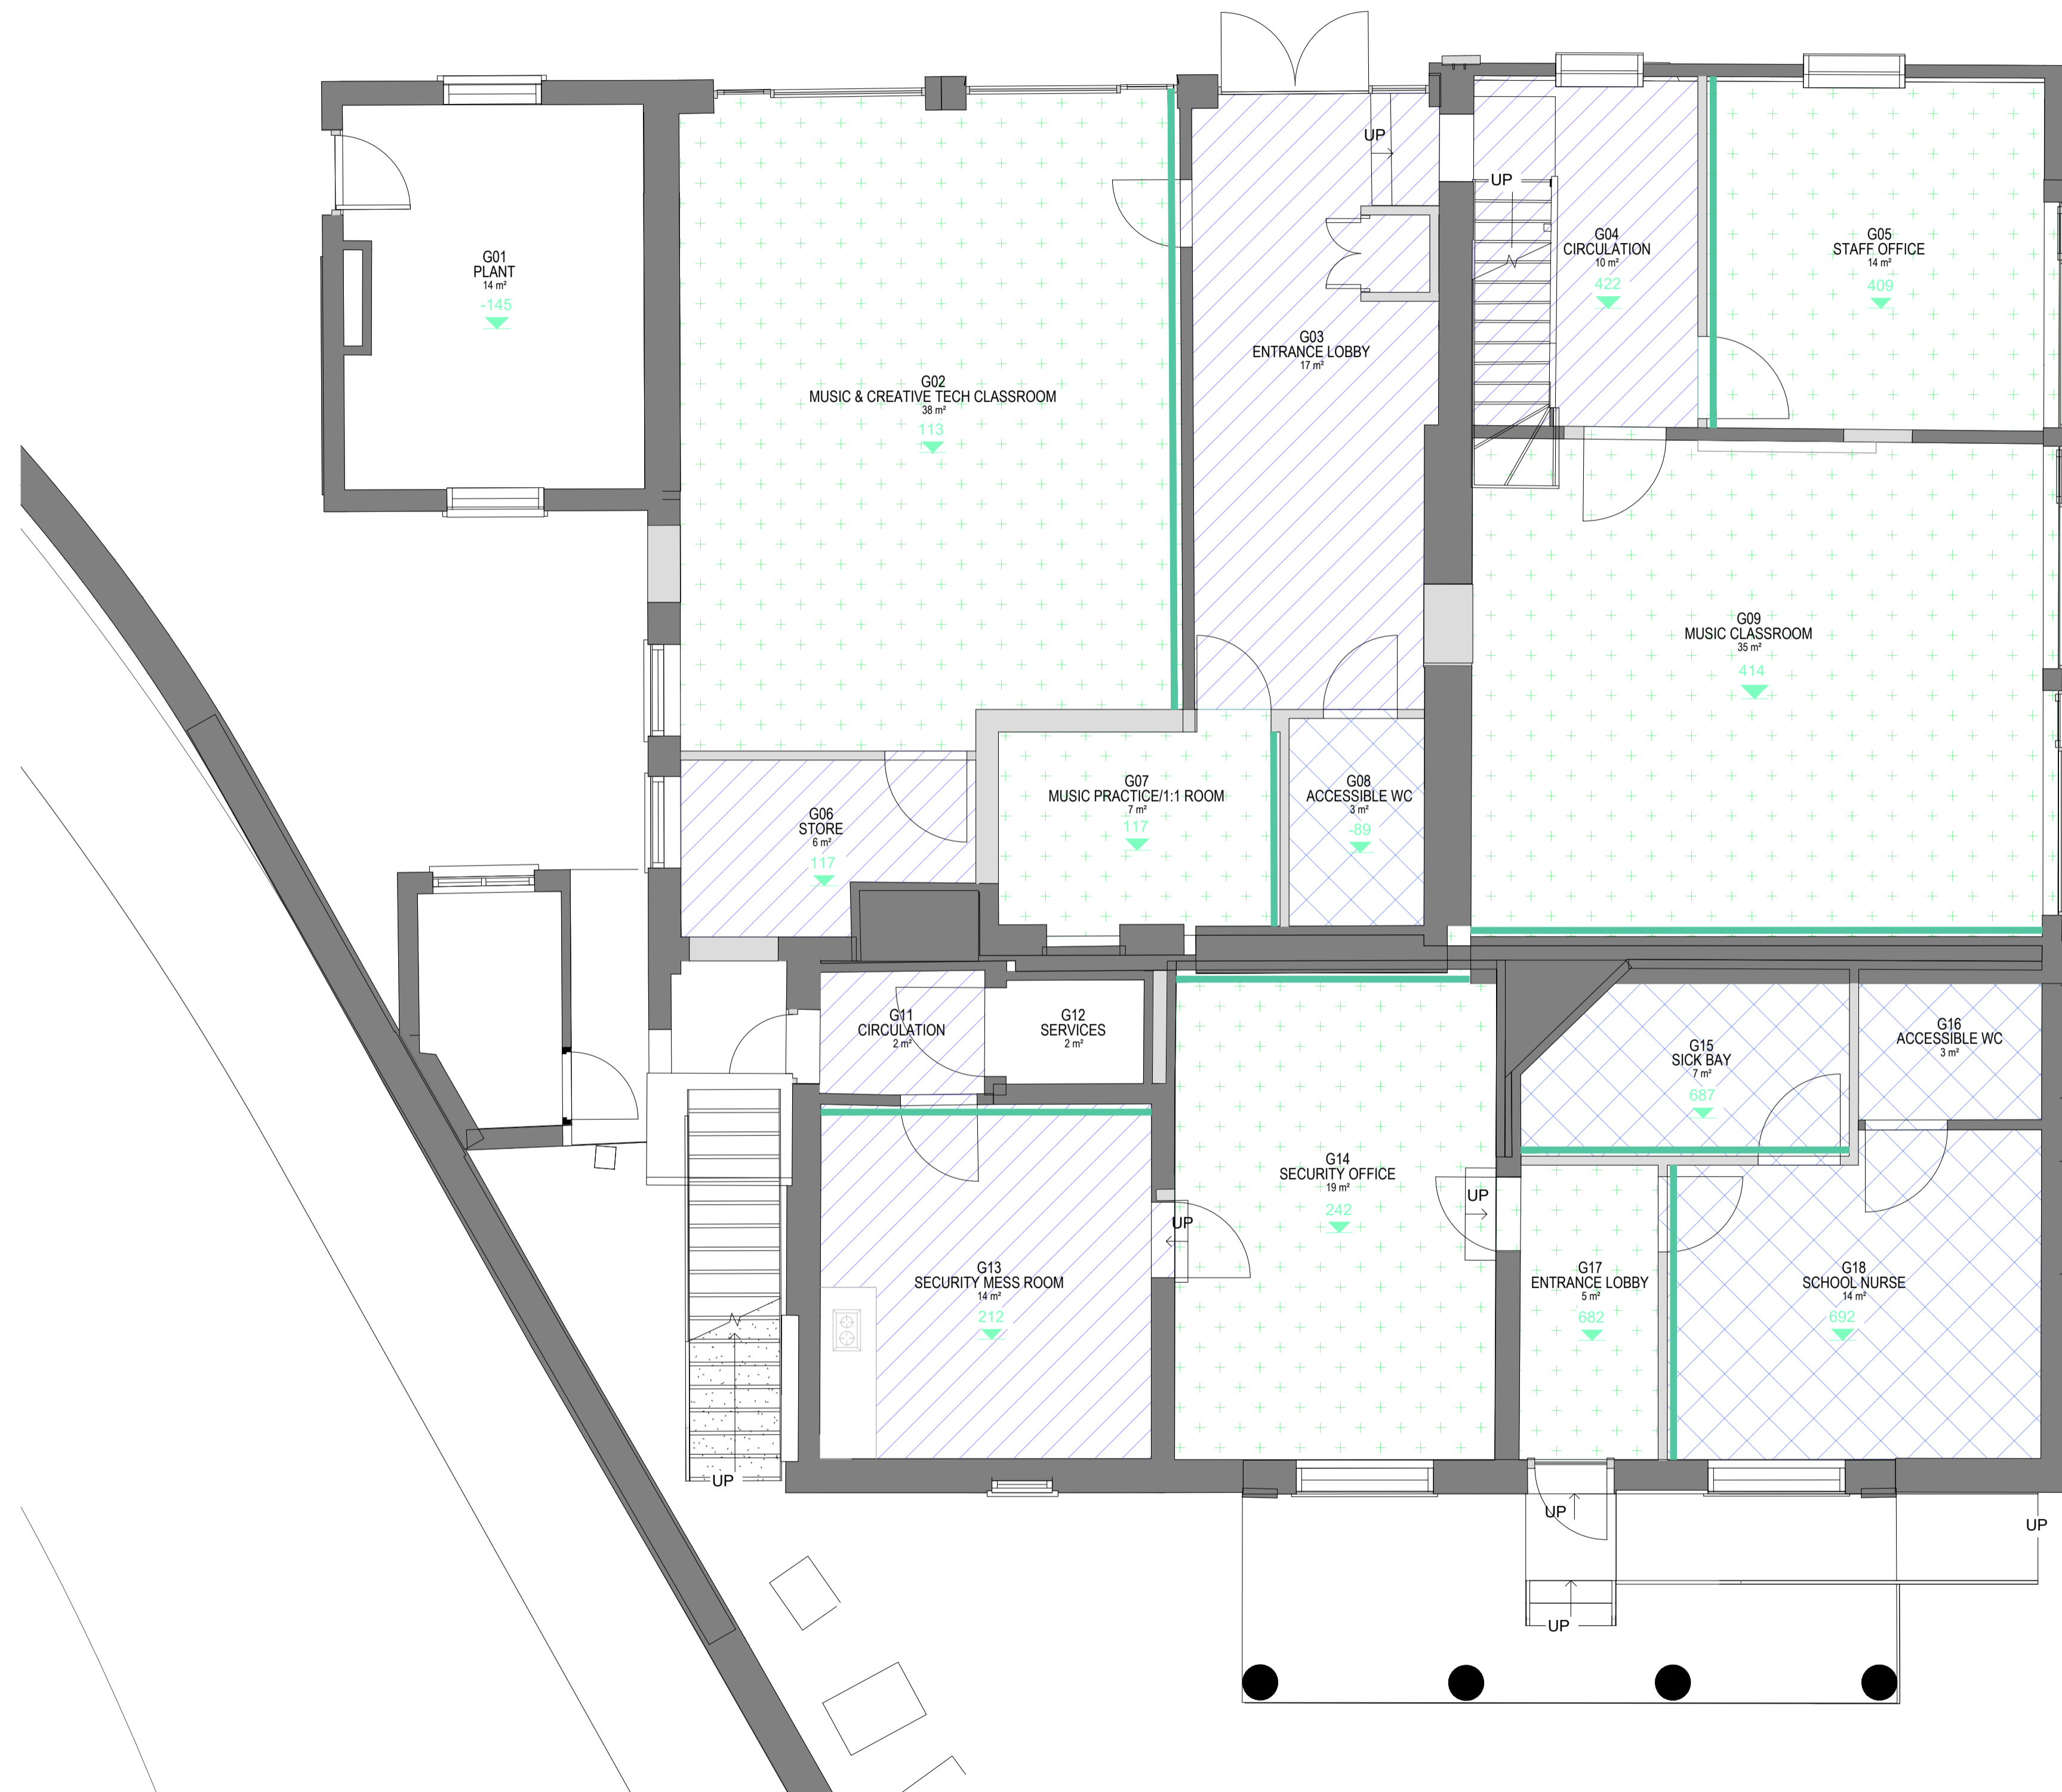 UP
UP
G01
PLANT
14 m²
-145
G02
MUSIC & CREATIVE TECH CLASSROOM
38 m²
113
G03
ENTRANCE LOBBY
17 m²
G04
CIRCULATION
10 m²
422
G05
STAFF OFFICE
14 m²
409
G06
STORE
6 m²
117
G07
MUSIC PRACTICE/1:1 ROOM
7 m²
117
G08
ACCESSIBLE WC
3 m²
-89
G09
MUSIC CLASSROOM
35 m²
414
G11
CIRCULATION
2 m²
G12
SERVICES
2 m²
G13
SECURITY MESS ROOM
14 m²
212
G14
SECURITY OFFICE
19 m²
242
UP
UP
G15
SICK BAY
7 m²
687
G16
ACCESSIBLE WC
3 m²
G17
ENTRANCE LOBBY
5 m²
682
G18
SCHOOL NURSE
14 m²
692
UP
UP
UP
UP